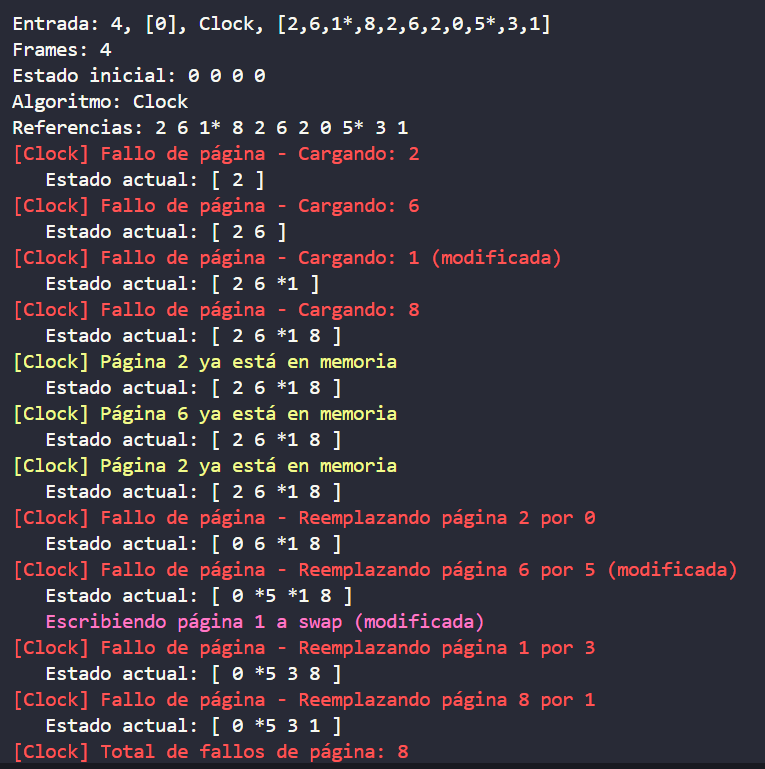 Entrada: 4, [0], Clock, [2,6,1*,8,2,6,2,0,5*,3,1]
Frames: 4
Estado inicial: 0 0 0 0
Algoritmo: Clock
Referencias: 2 6 1* 8 2 6 2 0 5* 3 1
[Clock] Fallo de página - Cargando: 2
Estado actual: [ 2 ]
[Clock] Fallo de página - Cargando: 6
Estado actual: [ 2 6 ]
[Clock] Fallo de página - Cargando: 1 (modificada)
Estado actual: [ 2 6 *1 ]
[Clock] Fallo de página - Cargando: 8
Estado actual: [ 2 6 *1 8 ]
[Clock] Página 2 ya está en memoria
Estado actual: [ 2 6 *1 8 ]
[Clock] Página 6 ya está en memoria
Estado actual: [ 2 6 *1 8 ]
[Clock] Página 2 ya está en memoria
Estado actual: [ 2 6 *1 8 ]
[Clock] Fallo de página - Reemplazando página 2 por 0
Estado actual: [ 0 6 *1 8 ]
[Clock] Fallo de página - Reemplazando página 6 por 5 (modificada)
Estado actual: [ 0 *5 *1 8 ]
Escribiendo página 1 a swap (modificada)
[Clock] Fallo de página - Reemplazando página 1 por 3
Estado actual: [ 0 *5 3 8 ]
[Clock] Fallo de página - Reemplazando página 8 por 1
Estado actual: [ 0 *5 3 1 ]
[Clock] Total de fallos de página: 8